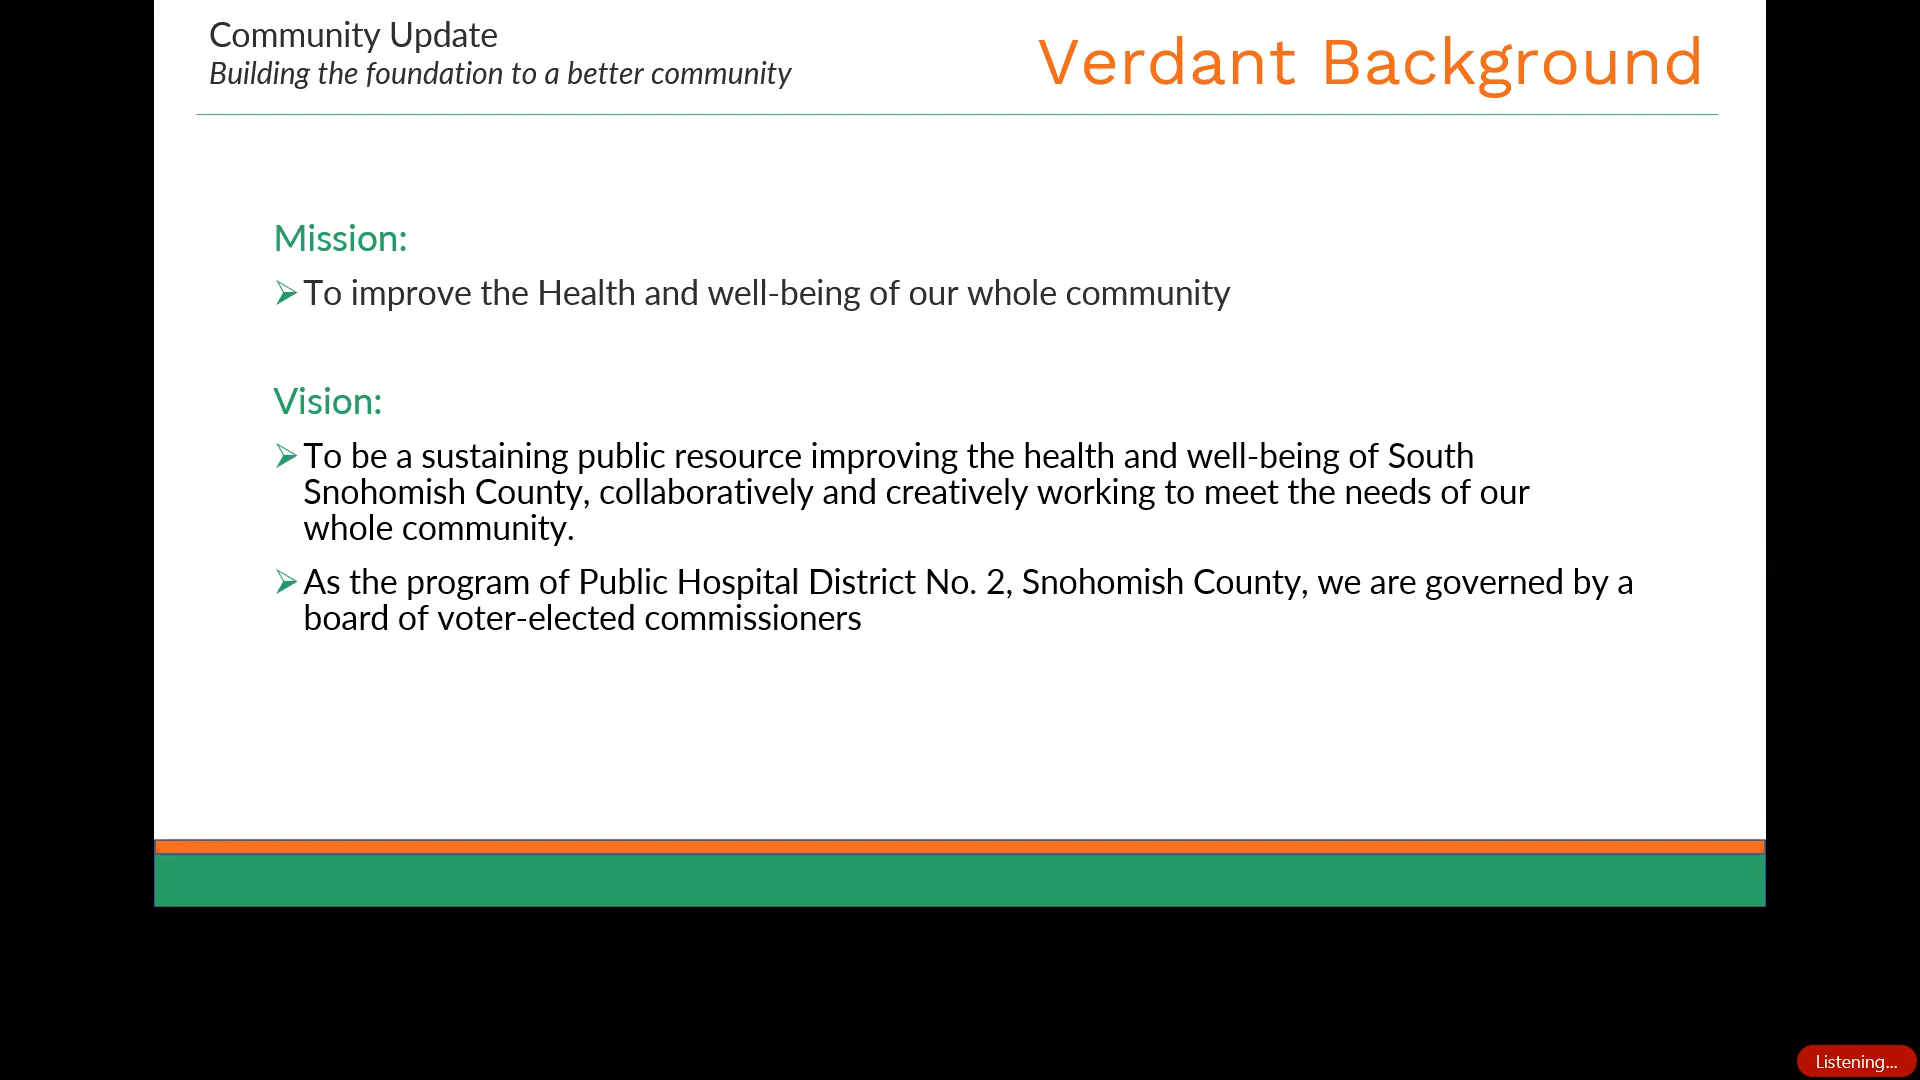 Community Update
Building the foundation to a better community
Verdant Background
Mission:
To improve the Health and well-being of our whole community
Vision:
To be a sustaining public resource improving the health and well-being of South
Snohomish County, collaboratively and creatively working to meet the needs of our
whole community.
As the program of Public Hospital District No. 2, Snohomish County, we are governed by a
board of voter-elected commissioners
Listening...